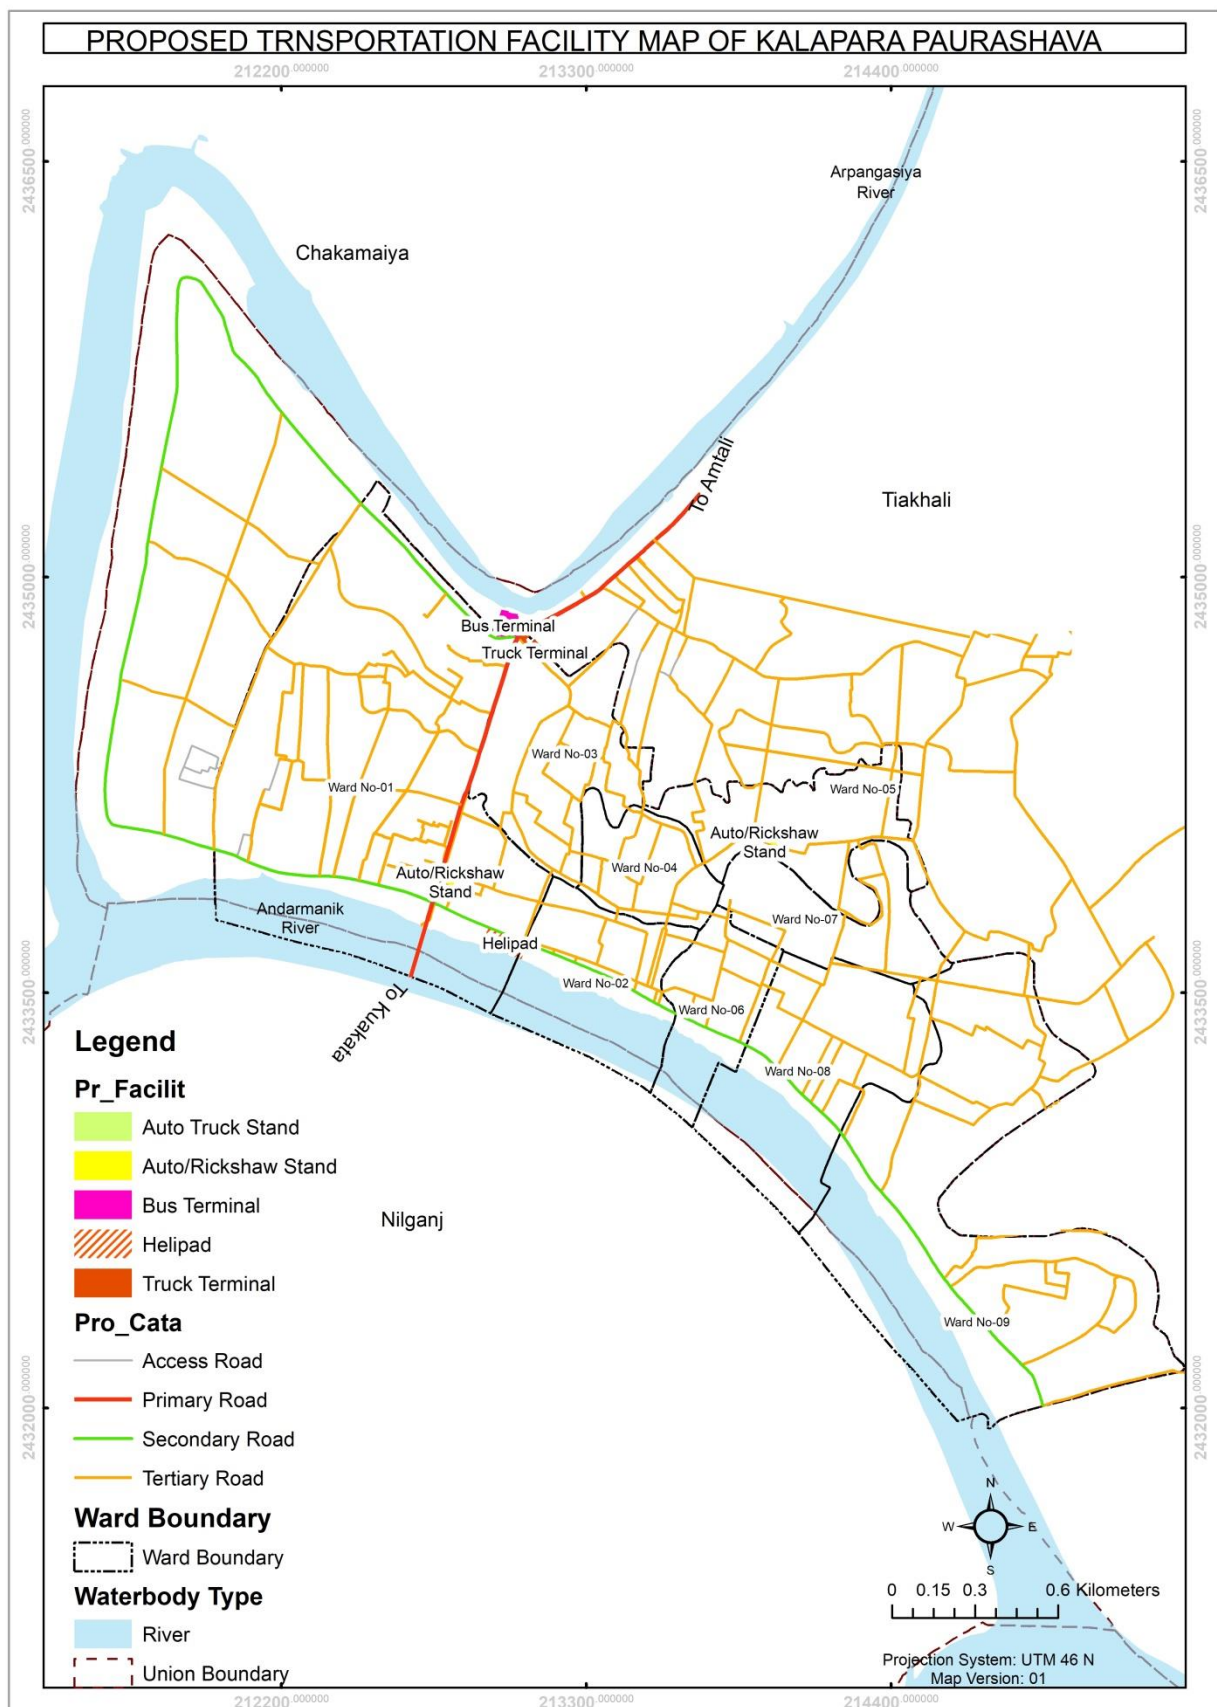 PROPOSED TRNSPORTATION FACILITY MAP OF KALAPARA PAURASHAVA
212200.000000
213300.000000
214400.000000
2436500.000000
2436500.000000
Arpangasiya
River
Chakamaiya
To Amtali
Tiakhali
2435000.000000
2435000.000000
Bus Terminal
Truck Terminal
Ward No-03
Ward No-01
Ward No-05
Auto/Rickshaw
Stand
Ward No-04
Auto/Rickshaw
Stand
Andarmanik
River
Ward No-07
Helipad
2433500.000000
2433500.000000
Ward No-02
To Kuakata
Ward No-06
Ward No-08
Nilganj
Ward No-09
2432000.000000
2432000.000000
Legend
Pr_Facilit
Auto Truck Stand
Auto/Rickshaw Stand
Bus Terminal
Helipad
Truck Terminal
Pro_Cata
Access Road
Primary Road
Secondary Road
Tertiary Road
Ward Boundary
Ward Boundary
Waterbody Type
River
Union Boundary
N
W
E
S
0 0.15 0.3 0.6 Kilometers
Projection System: UTM 46 N
Map Version: 01
212200.000000
213300.000000
214400.000000